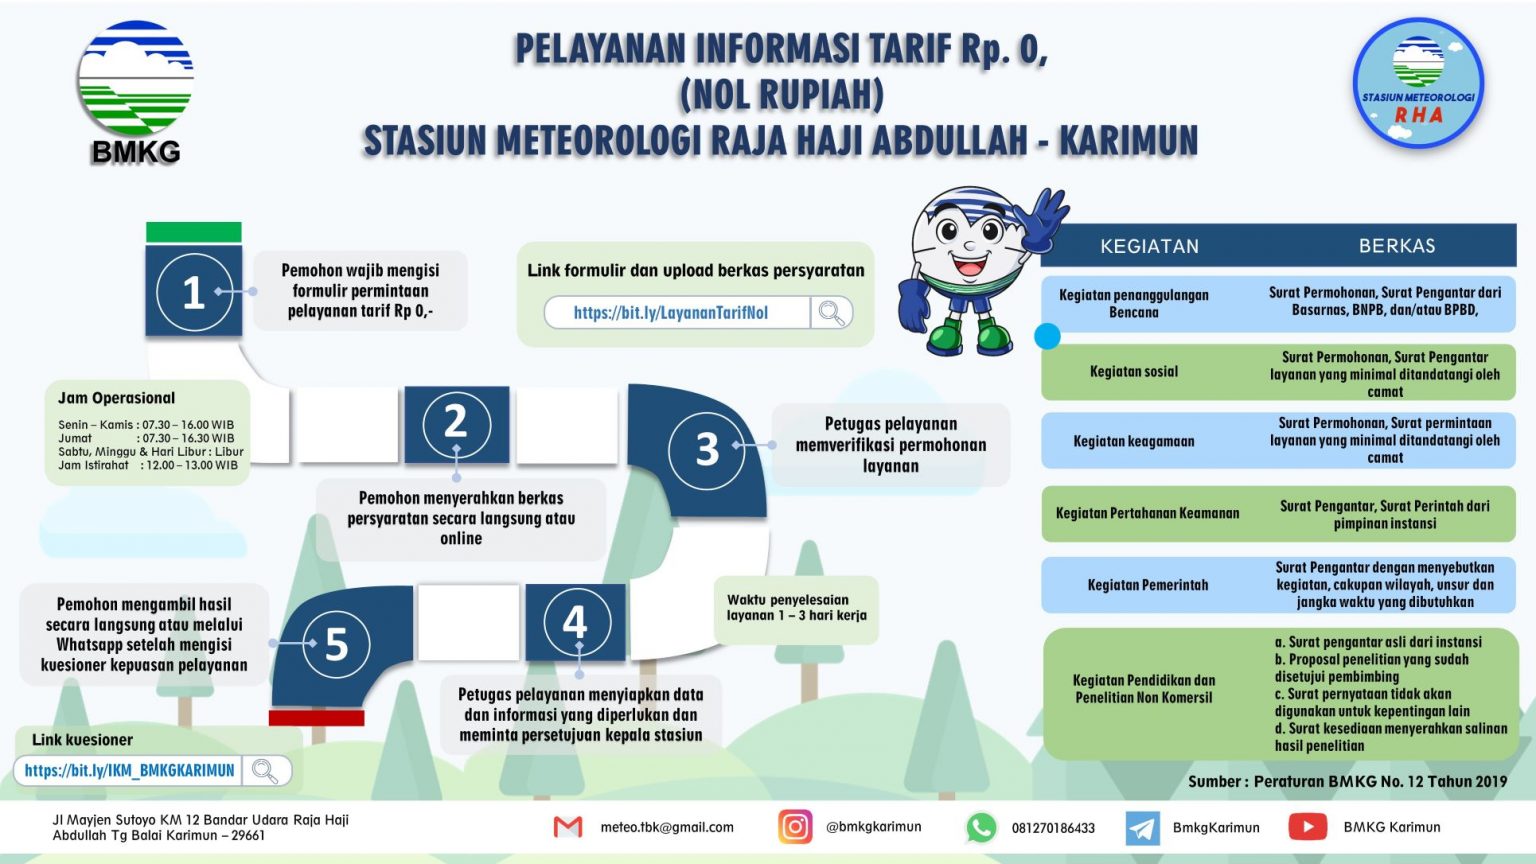 BMKG
PELAYANAN INFORMASI TARIF Rp. 0,
(NOL RUPIAH)
STASIUN METEOROLOGI RAJA HAJI ABDULLAH - KARIMUN
STASIUN METEOROLOGI
RHA
1
Pemohon wajib mengisi
formulir permintaan
pelayanan tarif Rp 0,-
Link formulir dan upload berkas persyaratan
https://bit.ly/LayananTarifNol
Jam Operasional
Senin – Kamis : 07.30 – 16.00 WIB
Jumat : 07.30 – 16.30 WIB
Sabtu, Minggu & Hari Libur : Libur
Jam Istirahat : 12.00 – 13.00 WIB
2
Pemohon menyerahkan berkas
persyaratan secara langsung atau
online
3
Petugas pelayanan
memverifikasi permohonan
layanan
Waktu penyelesaian
layanan 1 – 3 hari kerja
4
Petugas pelayanan menyiapkan data
dan informasi yang diperlukan dan
meminta persetujuan kepala stasiun
5
Pemohon mengambil hasil
secara langsung atau melalui
Whatsapp setelah mengisi
kuesioner kepuasan pelayanan
Link kuesioner
https://bit.ly/IKM_BMKGKARIMUN
KEGIATAN BERKAS
Kegiatan penanggulangan
Bencana
Surat Permohonan, Surat Pengantar dari
Basarnas, BNPB, dan/atau BPBD,
Kegiatan sosial
Surat Permohonan, Surat Pengantar
layanan yang minimal ditandatangi oleh
camat
Kegiatan keagamaan
Surat Permohonan, Surat permintaan
layanan yang minimal ditandatangi oleh
camat
Kegiatan Pertahanan Keamanan
Surat Pengantar, Surat Perintah dari
pimpinan instansi
Kegiatan Pemerintah
Surat Pengantar dengan menyebutkan
kegiatan, cakupan wilayah, unsur dan
jangka waktu yang dibutuhkan
Kegiatan Pendidikan dan
Penelitian Non Komersil
a. Surat pengantar asli dari instansi
b. Proposal penelitian yang sudah
disetujui pembimbing
c. Surat pernyataan tidak akan
digunakan untuk kepentingan lain
d. Surat kesediaan menyerahkan salinan
hasil penelitian
Sumber : Peraturan BMKG No. 12 Tahun 2019
Jl Mayjen Sutoyo KM 12 Bandar Udara Raja Haji
Abdullah Tg Balai Karimun – 29661
meteo.tbk@gmail.com
@bmkgkarimun
081270186433
BmkgKarimun
BMKG Karimun